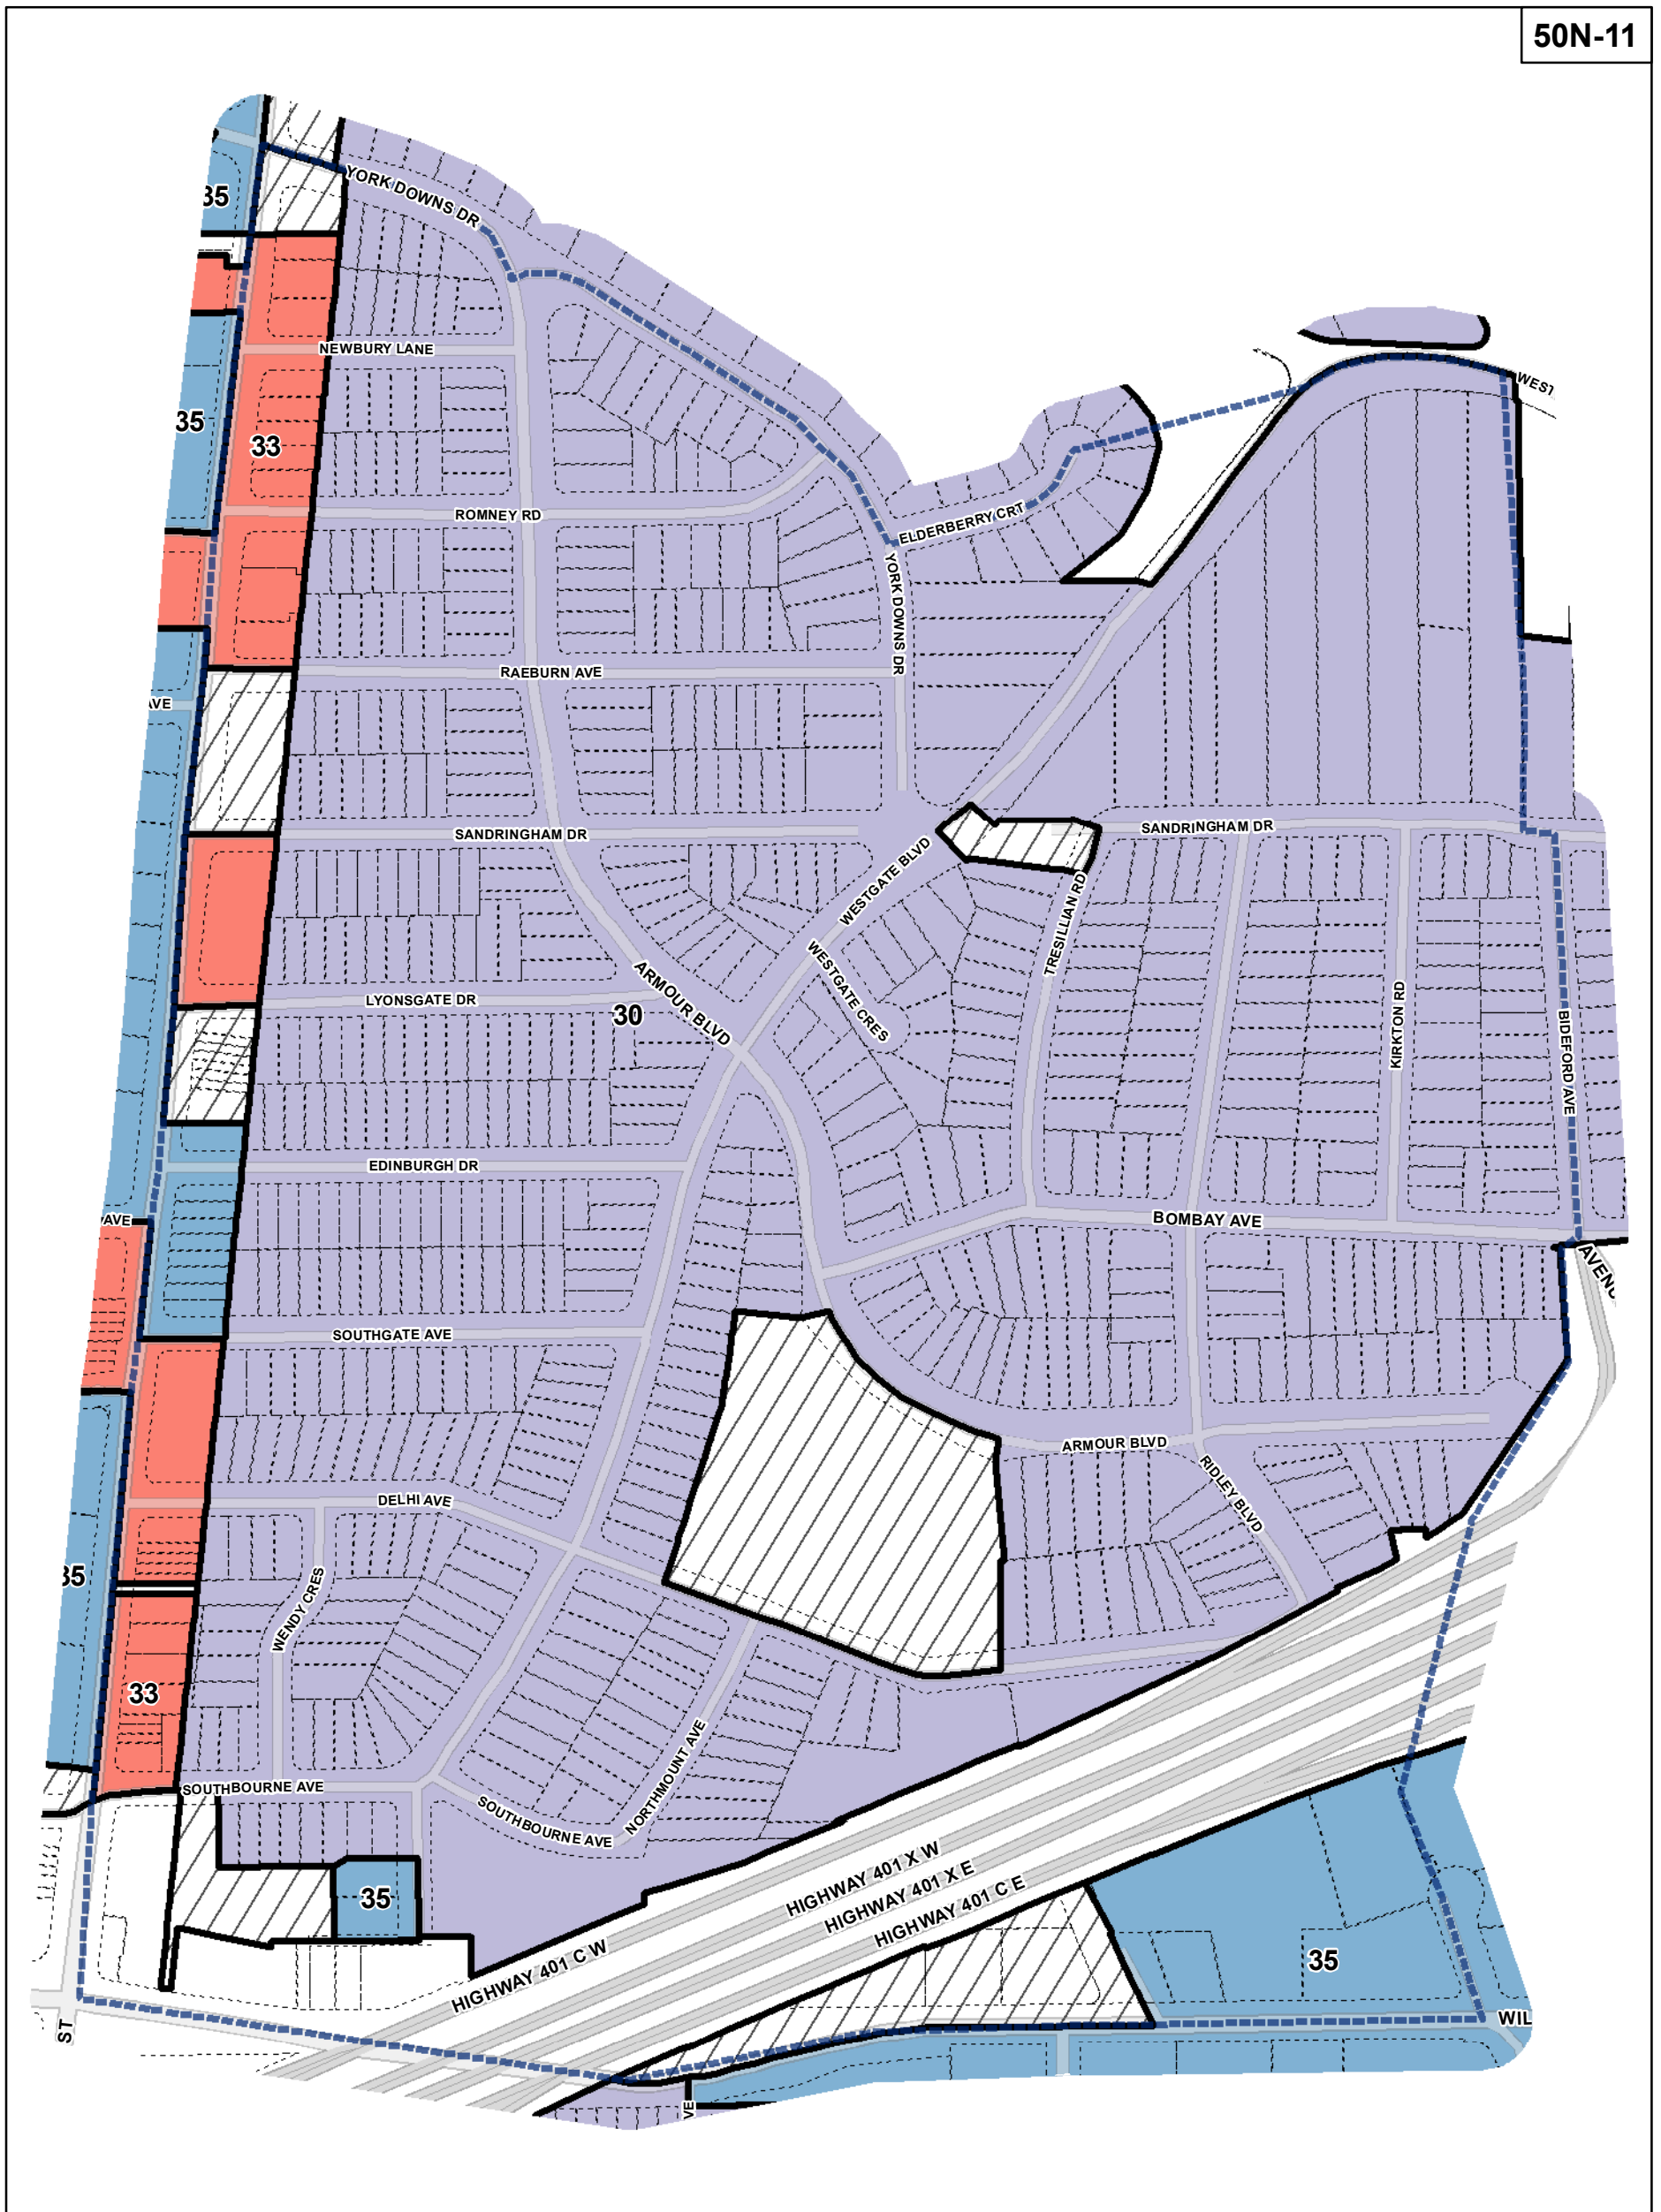 50N-11
35
YORK DOWNS DR
NEWBURY LANE
WEST
35
33
ROMNEY RD
ELDERBERRY CRT
YORK DOWNS DR
RAEBURN AVE
AVE
SANDRINGHAM DR
SANDRINGHAM DR
WESTGATE BLVD
TRESILLIAN RD
WESTGATE CRES
ARMOUR BLVD
LYONSGATE DR
30
KIRKTON RD
BIDEFORD AVE
EDINBURGH DR
AVE
BOMBAY AVE
AVENU
SOUTHGATE AVE
ARMOUR BLVD
RIDLEY BLVD
DELHI AVE
35
WENDY CRES
33
NORTHMOUNT AVE
SOUTHBOURNE AVE
SOUTHBOURNE AVE
HIGHWAY 401 X W
HIGHWAY 401 X E
HIGHWAY 401 C E
35
HIGHWAY 401 C W
35
ST
WIL
VE